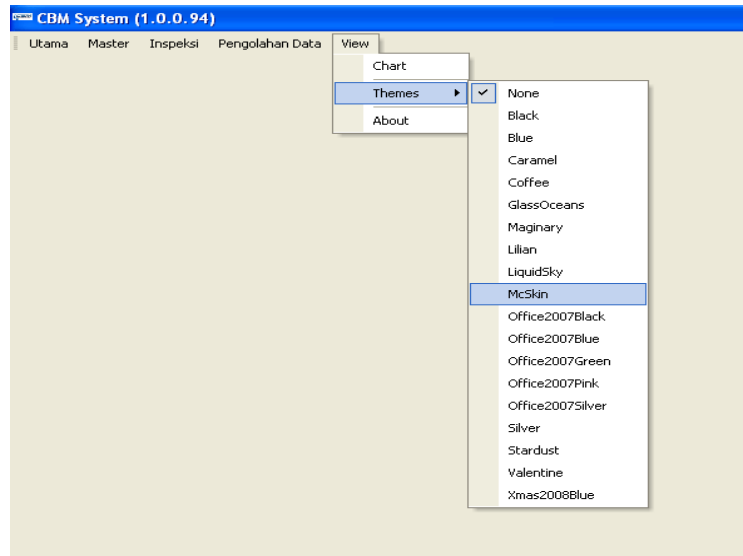 CBM System (1.0.0.94)
Utama Master Inspeksi Pengolahan Data View
Chart
Themes
About
None
Black
Blue
Caramel
Coffee
GlassOceans
Maginary
Lilian
LiquidSky
McSkin
Office2007Black
Office2007Blue
Office2007Green
Office2007Pink
Office2007Silver
Silver
Stardust
Valentine
Xmas2008Blue